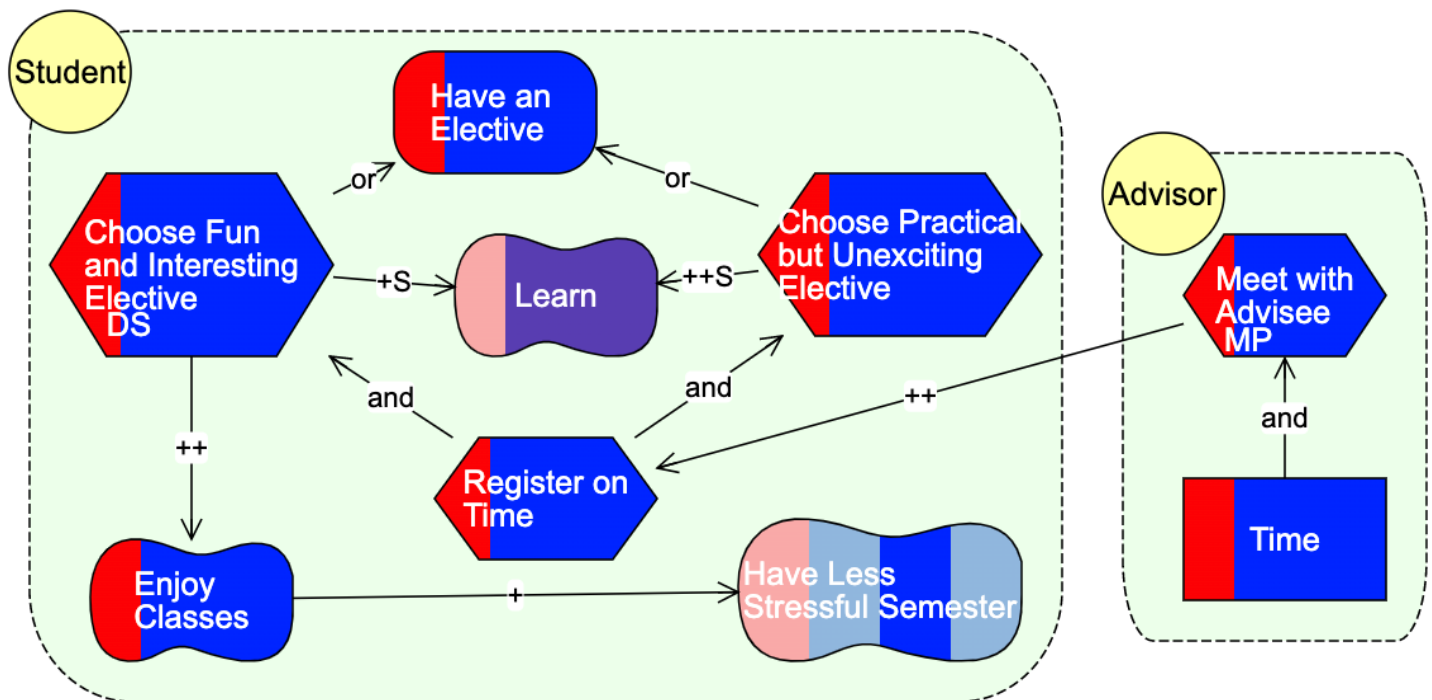 Student
Have an
Elective
or
or
Advisor
Choose Fun
and Interesting
Elective
DS
Choose Practical
but Unexciting
Elective
+S
Learn
++S
Meet with
Advisee
MP
and
and
++
and
++
Register on
Time
Time
Enjoy
Classes
+
Have Less
Stressful Semester